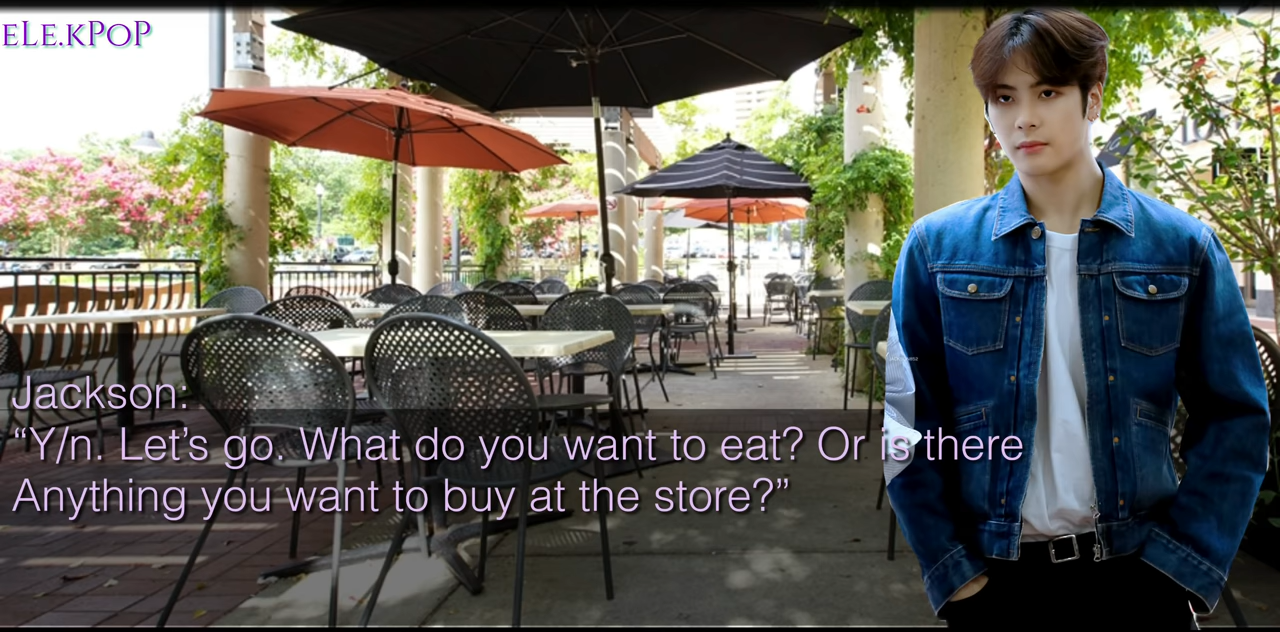 ELE.KPOP
Jackson:
“Y/n. Let’s go. What do you want to eat? Or is there
Anything you want to buy at the store?”